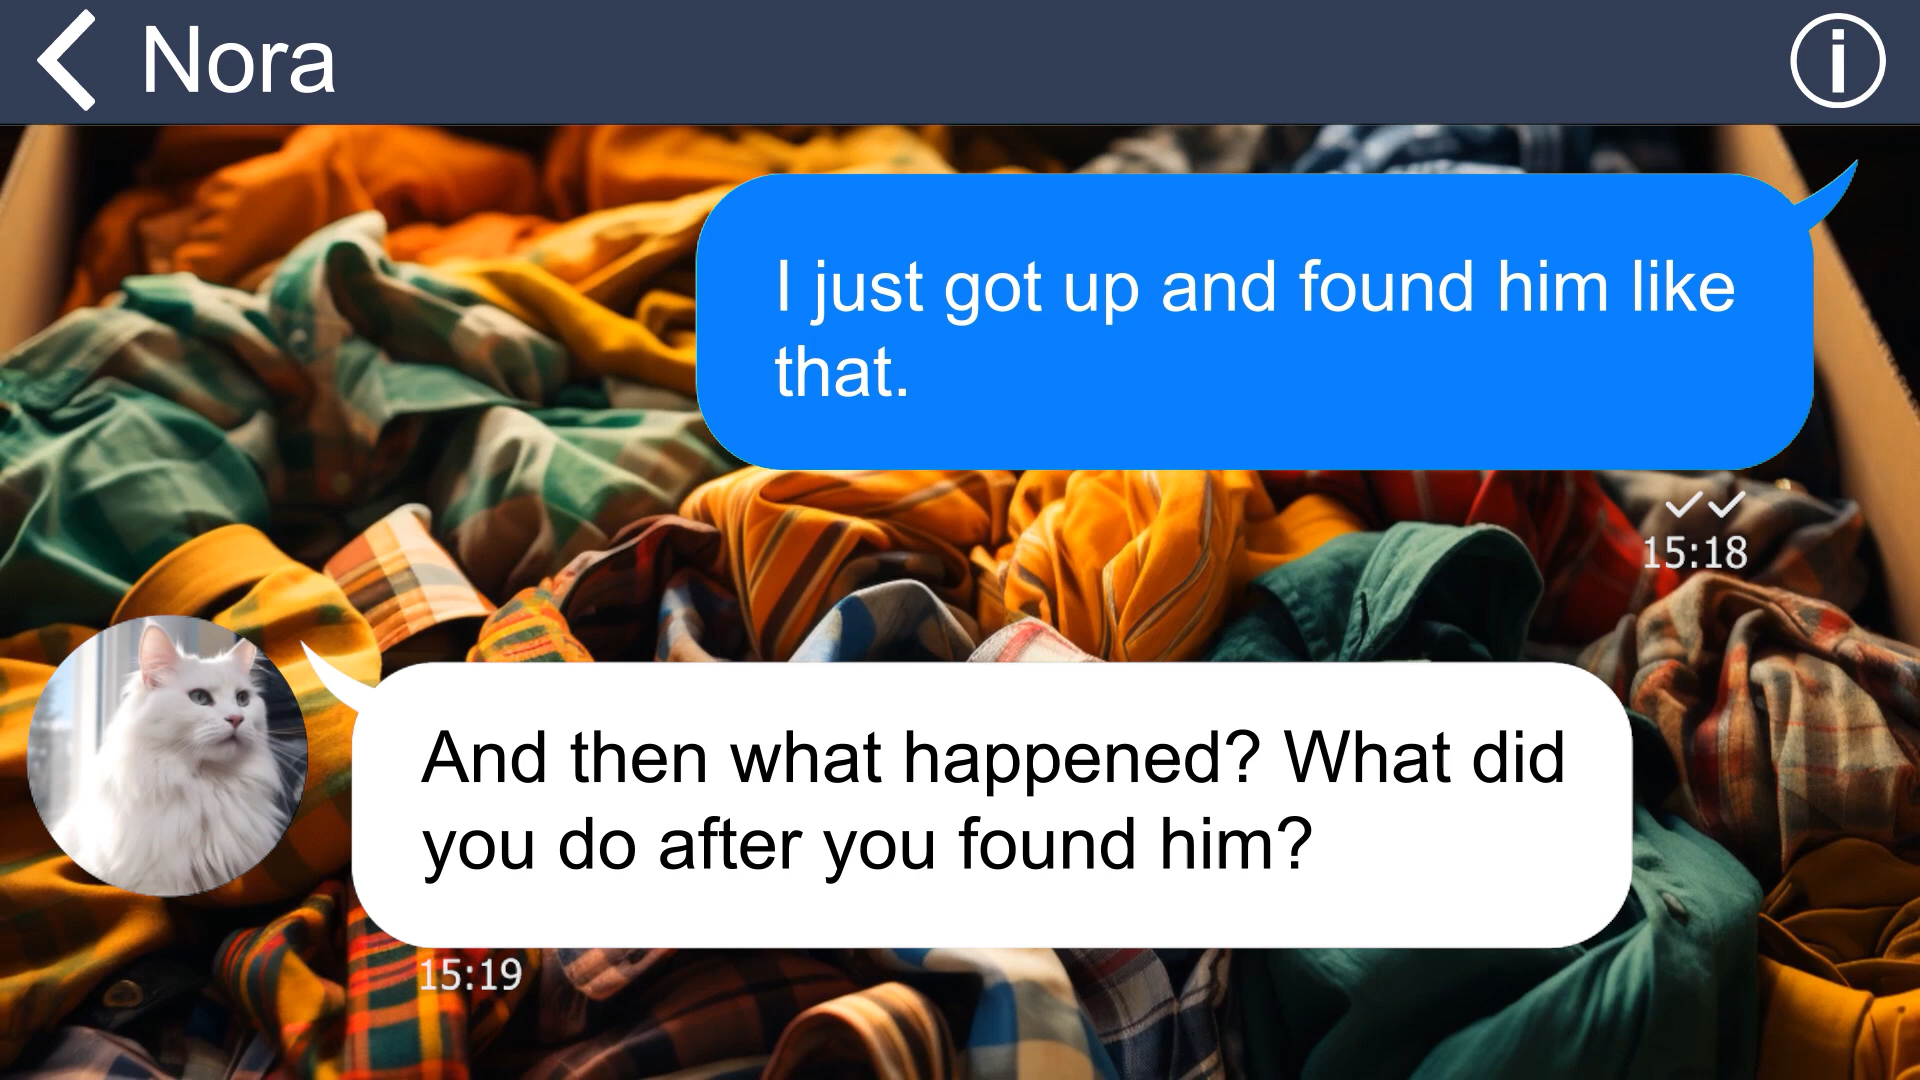 Nora
I just got up and found him like
that.
15:18
And then what happened? What did
you do after you found him?
15:19